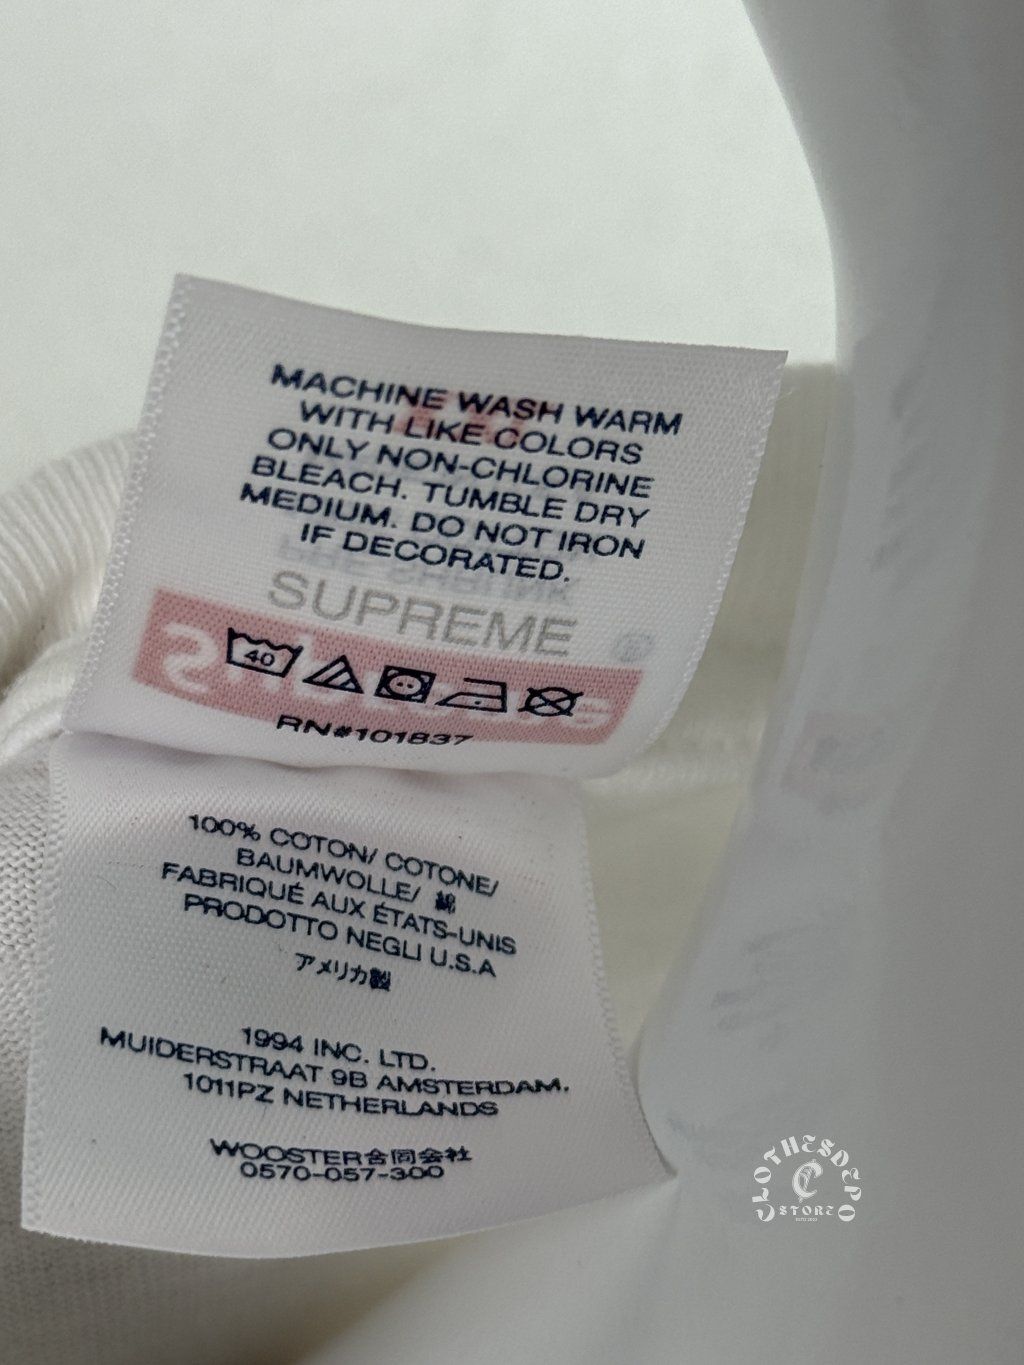 MACHINE WASH WARM
WITH LIKE COLORS
ONLY NON-CHLORINE
BLEACH. TUMBLE DRY
MEDIUM. DO NOT IRON
IF DECORATED.
SUPREME
40
RN#101837
100% COTON/ COTONE/
BAUMWOLLE/ 綿
FABRIQUÉ AUX ÉTATS-UNIS
PRODOTTO NEGLI U.S.A
アメリカ製
1994 INC. LTD.
MUIDERSTRAAT 9B AMSTERDAM.
1011PZ NETHERLANDS
WOOSTER合同会社
0570-057-300
CLOTHESDEPO
STORE